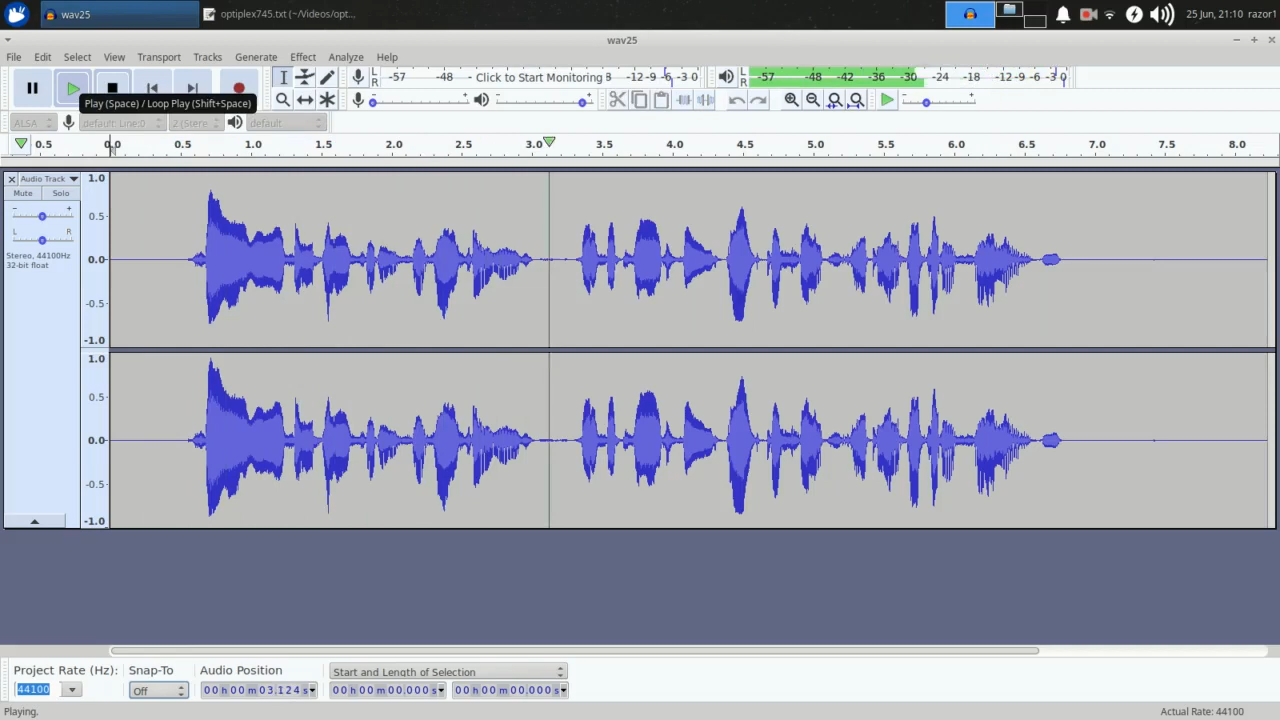 wav25
optiplex745.txt (~/Videos/opt...
25 Jun, 21:10 razor1
wav25
File Edit Select View Transport Tracks Generate Effect Analyze Help
L
R
-57 -48 Click to Start Monitoring 8 -12 -9 -6 -3 0
L
R
-57 -48 -42 -36 -30 -24 -18 -12 -9 -6 -3 0
Play (Space) / Loop Play (Shift+Space)
ALSA default: Line:0 2 (Stere default
0.5 0.0 0.5 1.0 1.5 2.0 2.5 3.0 3.5 4.0 4.5 5.0 5.5 6.0 6.5 7.0 7.5 8.0
Audio Track
Mute Solo
L R
Stereo, 44100Hz
32-bit float
1.0
0.5
0.0
-0.5
-1.0
1.0
0.5
0.0
-0.5
-1.0
Project Rate (Hz): Snap-To Audio Position Start and Length of Selection
44100 Off 00 h 00 m 03.124 s 00 h 00 m 00.000 s 00 h 00 m 00.000 s
Playing. Actual Rate: 44100